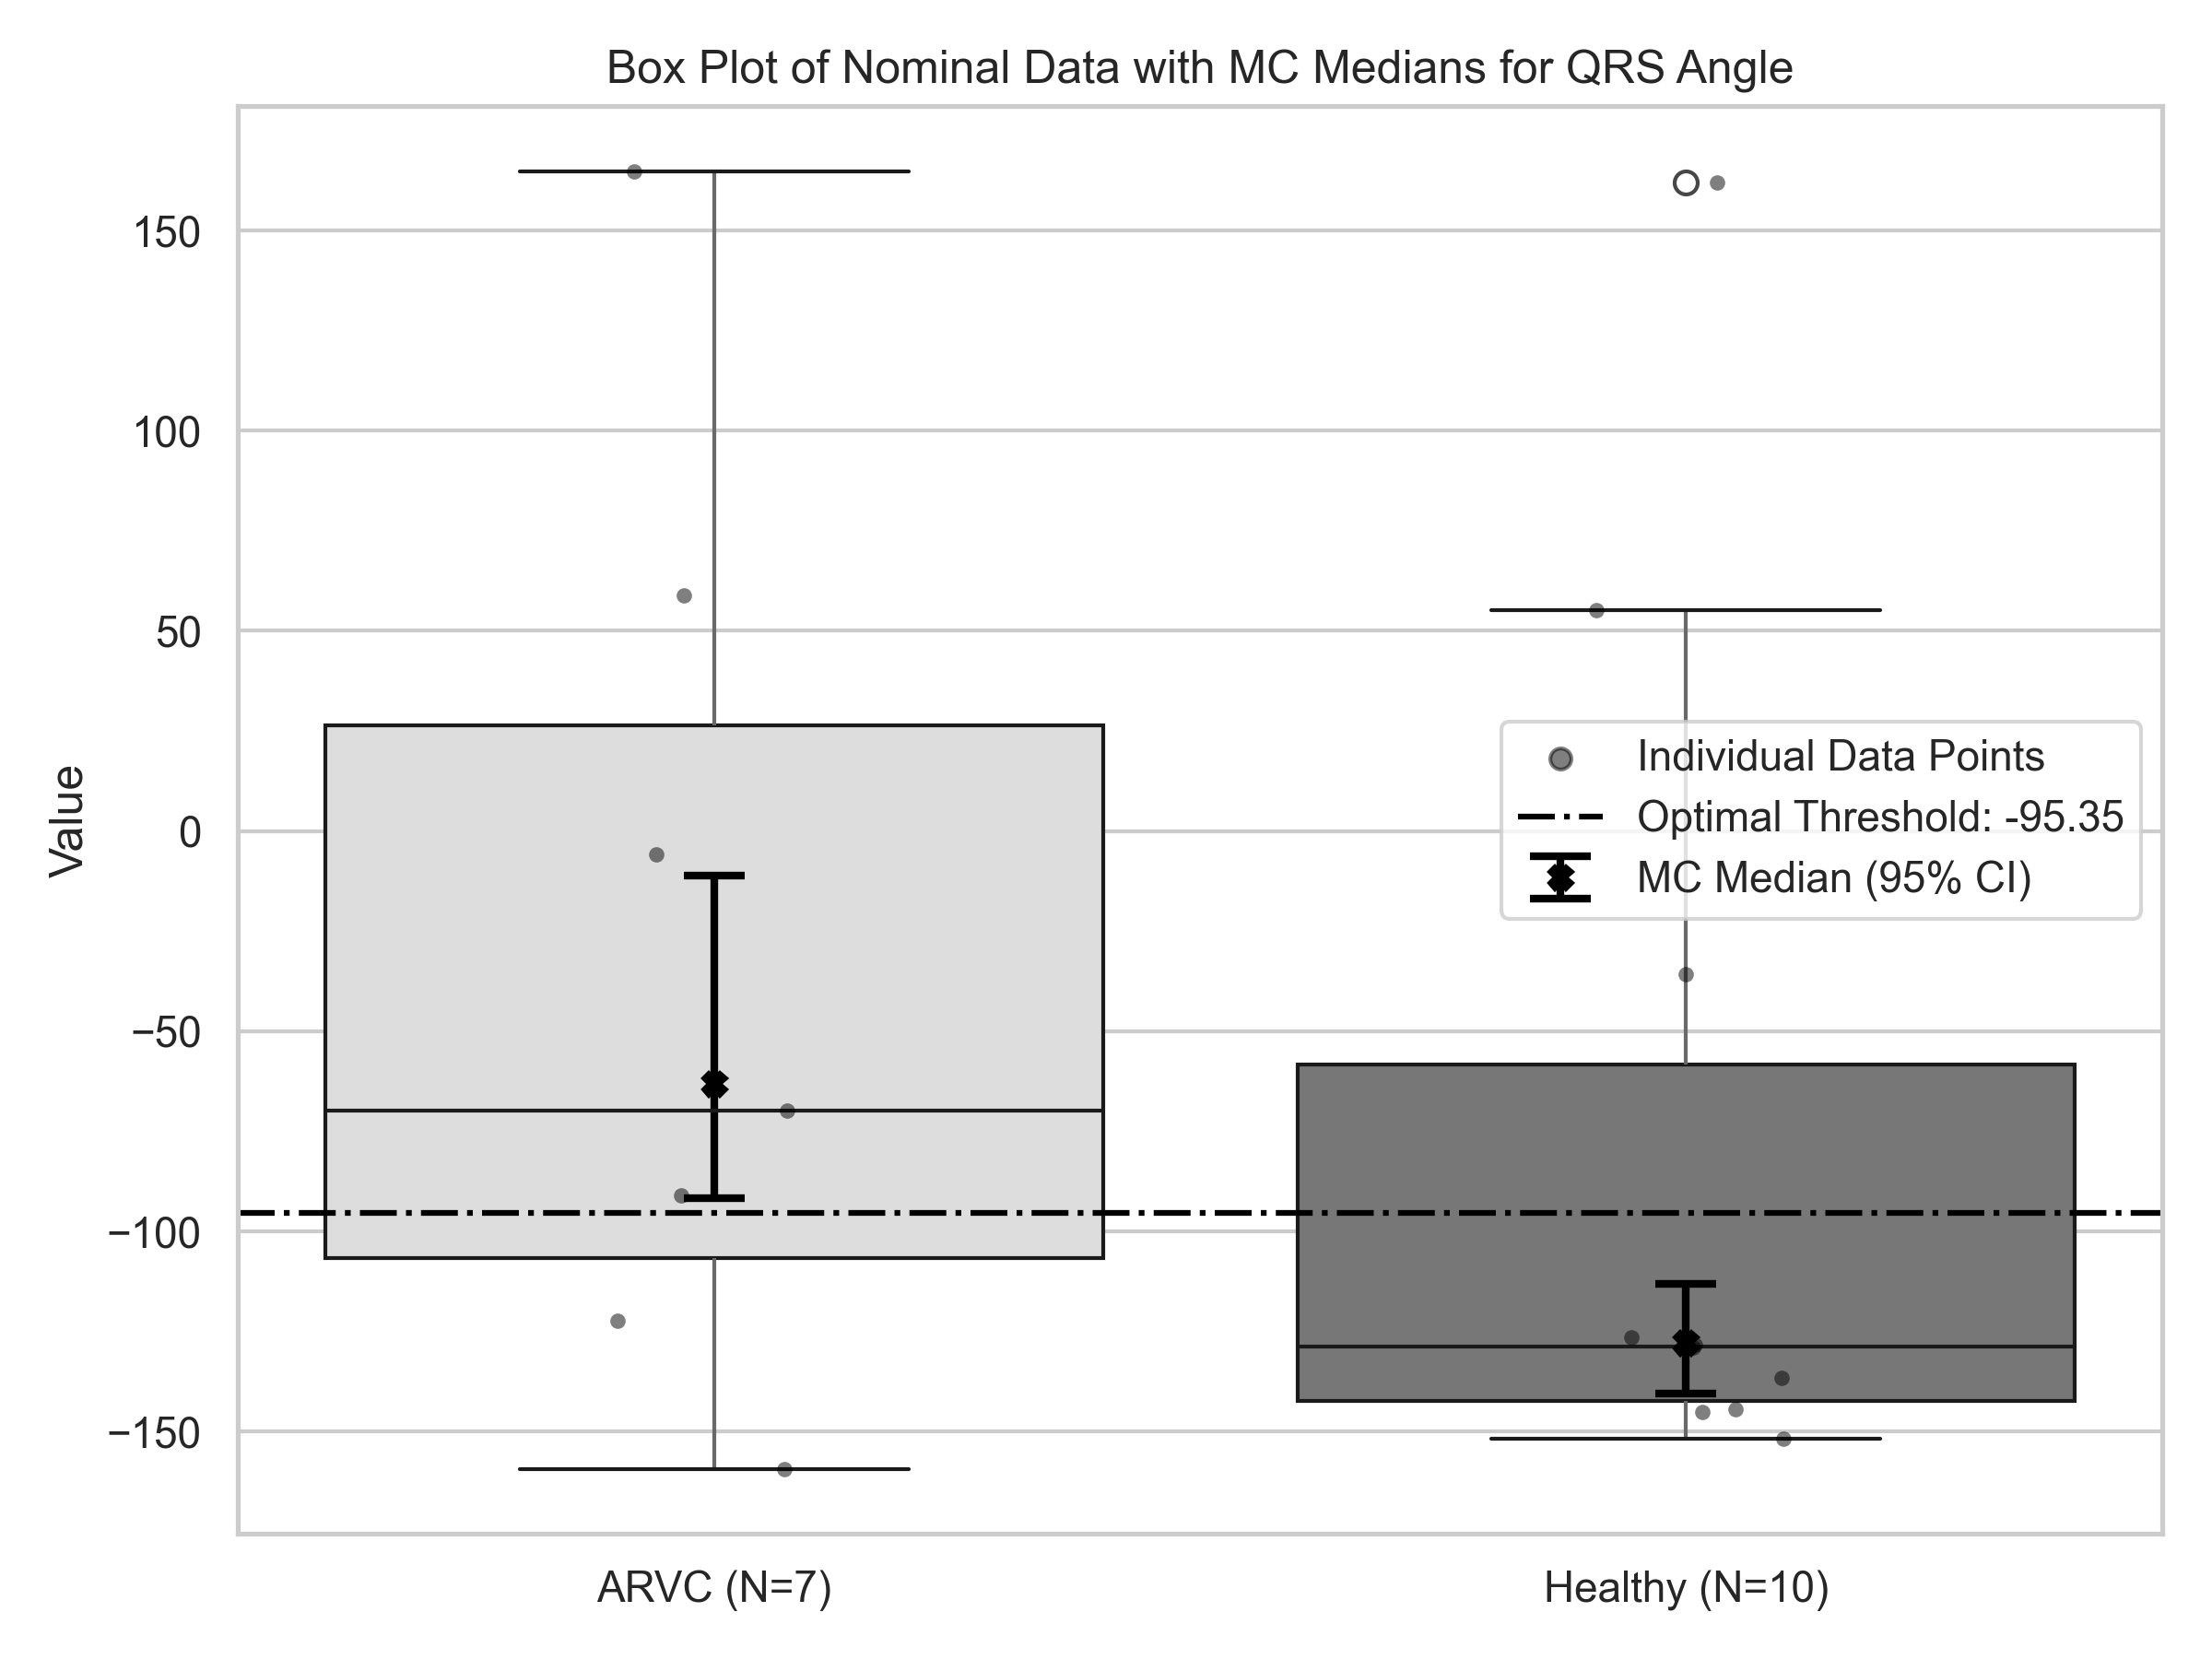 Box Plot of Nominal Data with MC Medians for QRS Angle
Value
150
100
50
0
−50
−100
−150
Individual Data Points
Optimal Threshold: -95.35
MC Median (95% CI)
ARVC (N=7)
Healthy (N=10)